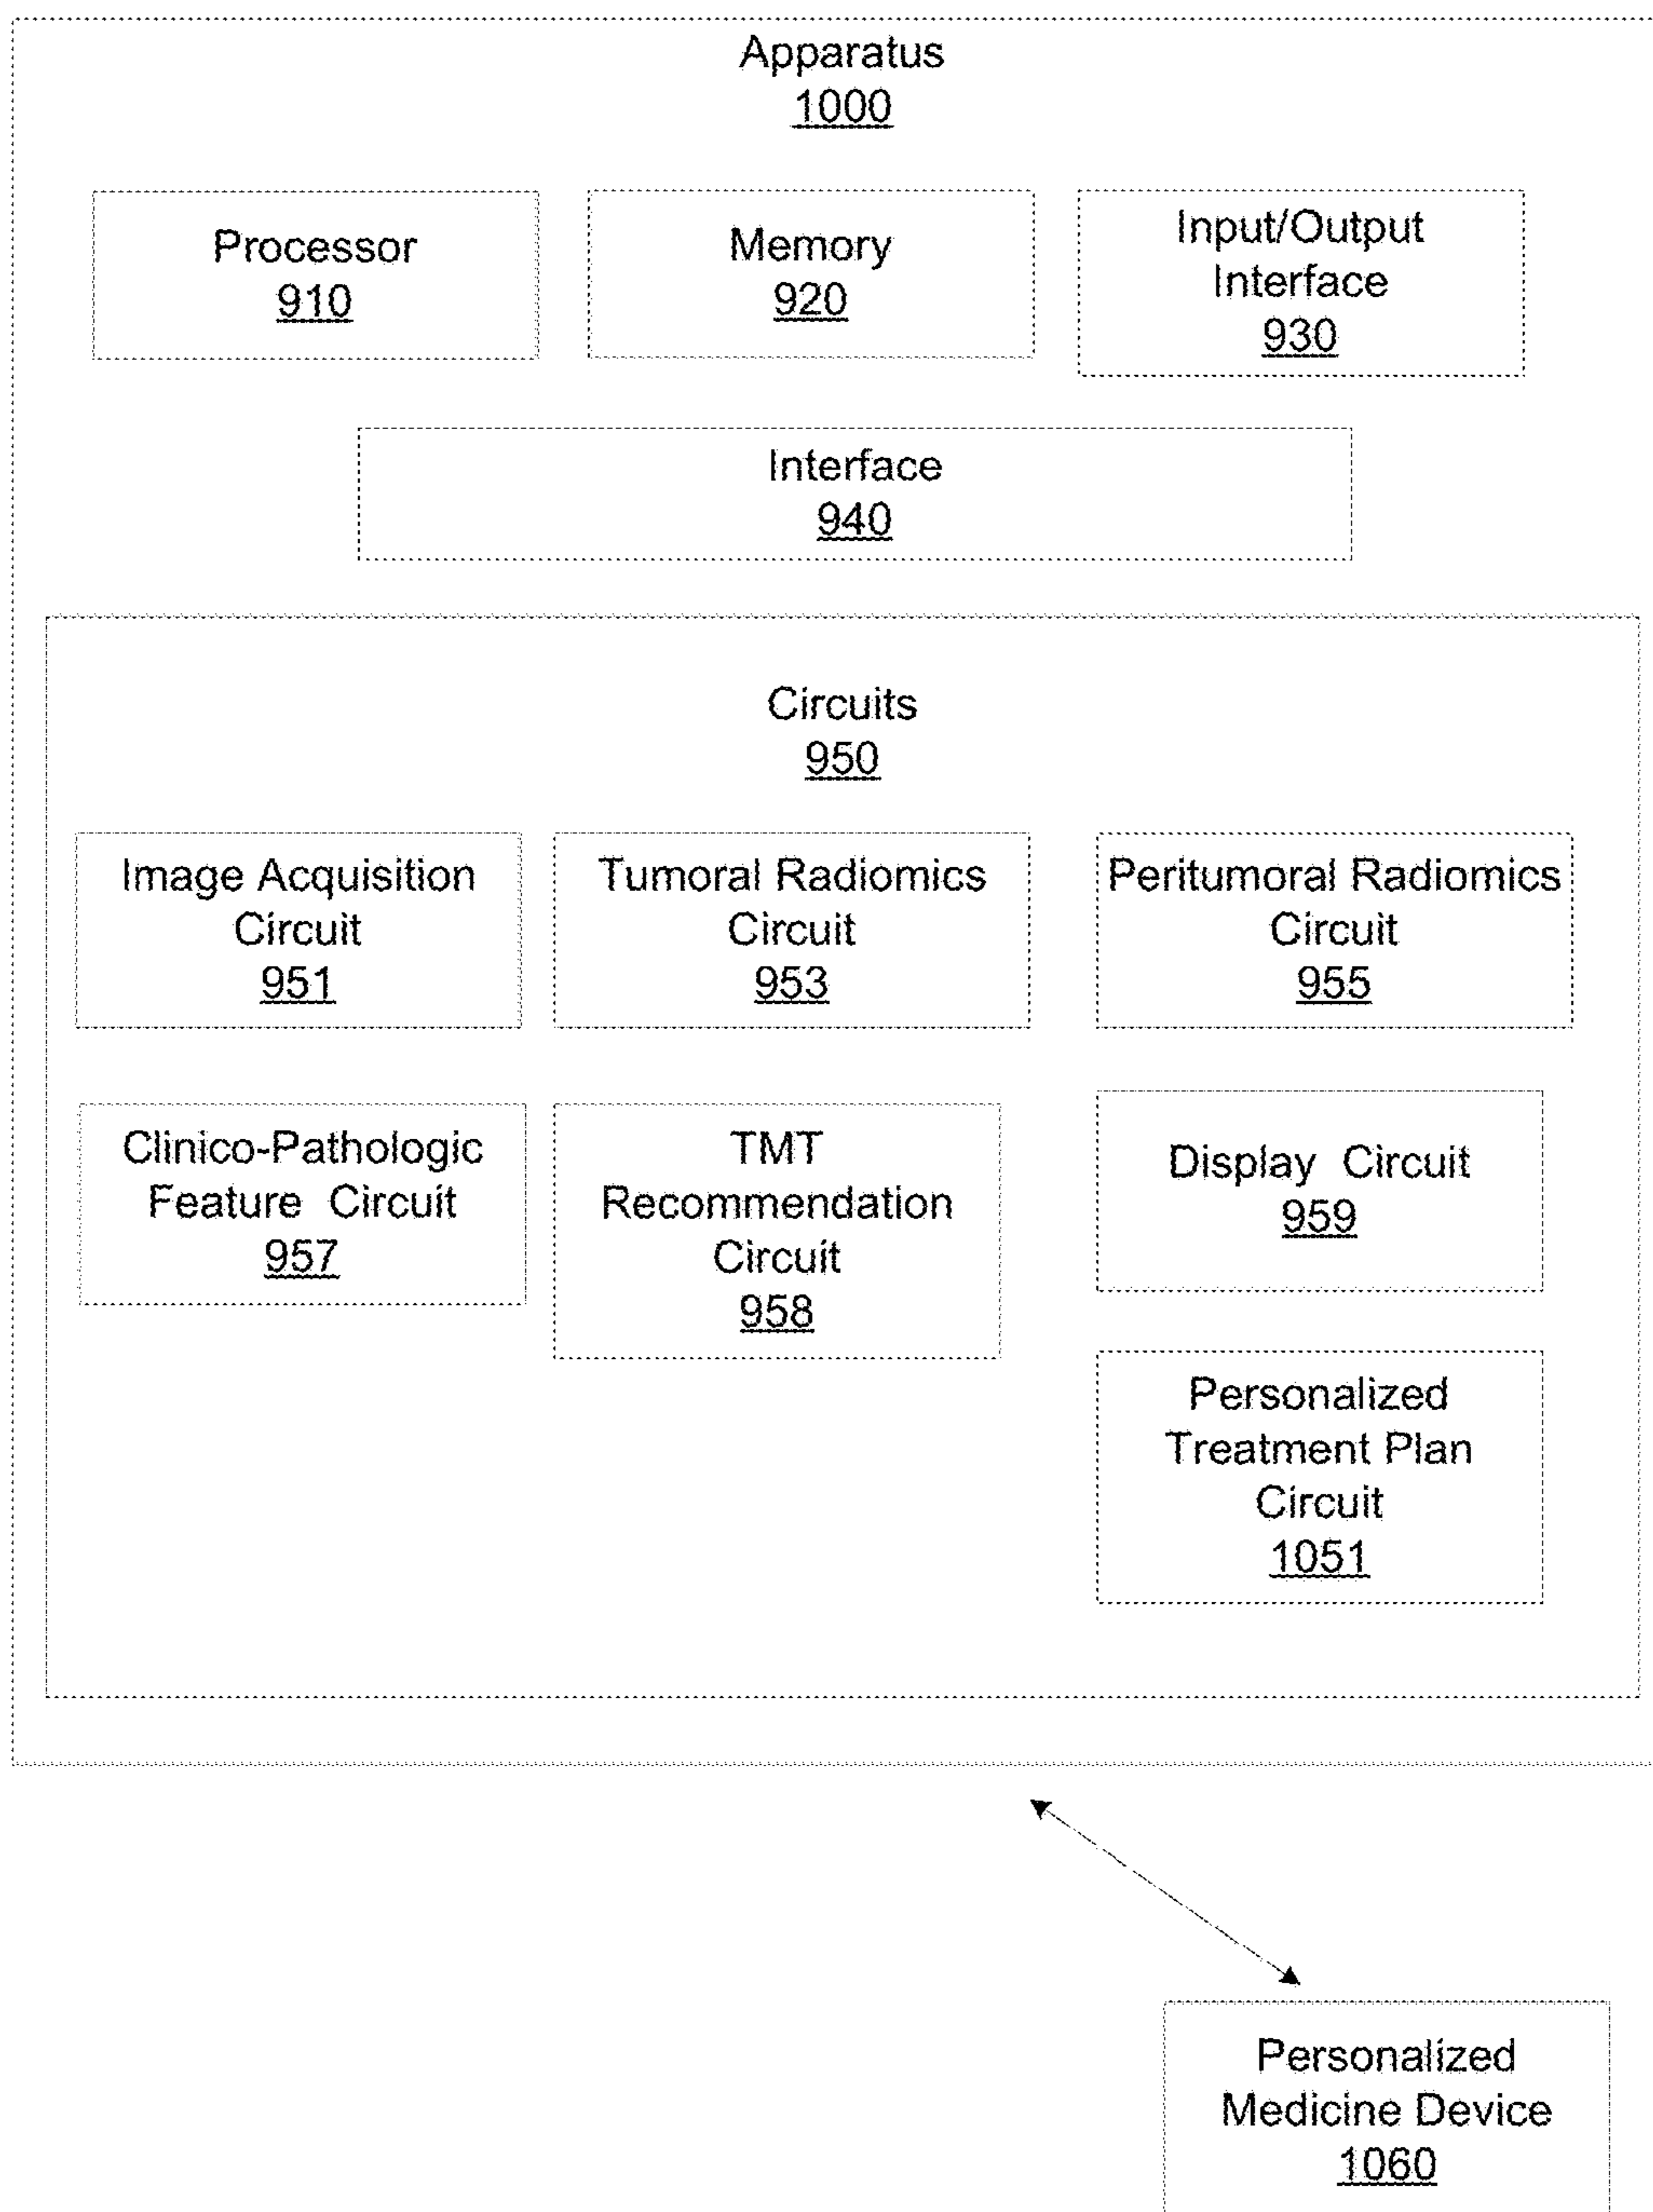 Apparatus
1000
Processor
910
Memory
920
Input/Output
Interface
930
Interface
940
Circuits
950
Image Acquisition
Circuit
951
Tumoral Radiomics
Circuit
953
Peritumoral Radiomics
Circuit
955
Clinico-Pathologic
Feature Circuit
957
TMT
Recommendation
Circuit
958
Display Circuit
959
Personalized
Treatment Plan
Circuit
1051
Personalized
Medicine Device
1060